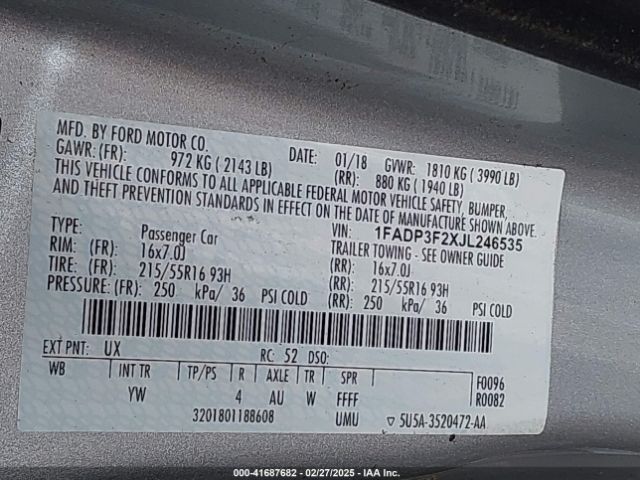 MFD. BY FORD MOTOR CO.
DATE: 01/18 GVWR: 1810 KG ( 3990 LB)
GAWR: (FR): 972 KG ( 2143 LB) (RR): 880 KG ( 1940 LB)
THIS VEHICLE CONFORMS TO ALL APPLICABLE FEDERAL MOTOR VEHICLE SAFETY, BUMPER,
AND THEFT PREVENTION STANDARDS IN EFFECT ON THE DATE OF MANUFACTURE SHOWN ABOVE.
VIN: 1FADP3F2XJL246535
TYPE: Passenger Car TRAILER TOWING - SEE OWNER GUIDE
RIM: (FR) 16x7.0J (RR): 16x7.0J
TIRE: (FR) 215/55R16 93H (RR): 215/55R16 93H
PRESSURE: (FR) 250 kPa/ 36 PSI COLD (RR): 250 kPa/ 36 PSI COLD
EXT PNT: UX RC: 52 DSO:
WB INT TR TP/PS R AXLE TR SPR F0096
YW 4 AU W FFFF R0082
3201801188608 UMU ▽ 5U5A-3520472-AA
000-41687682 – 02/27/2025 – IAA Inc.